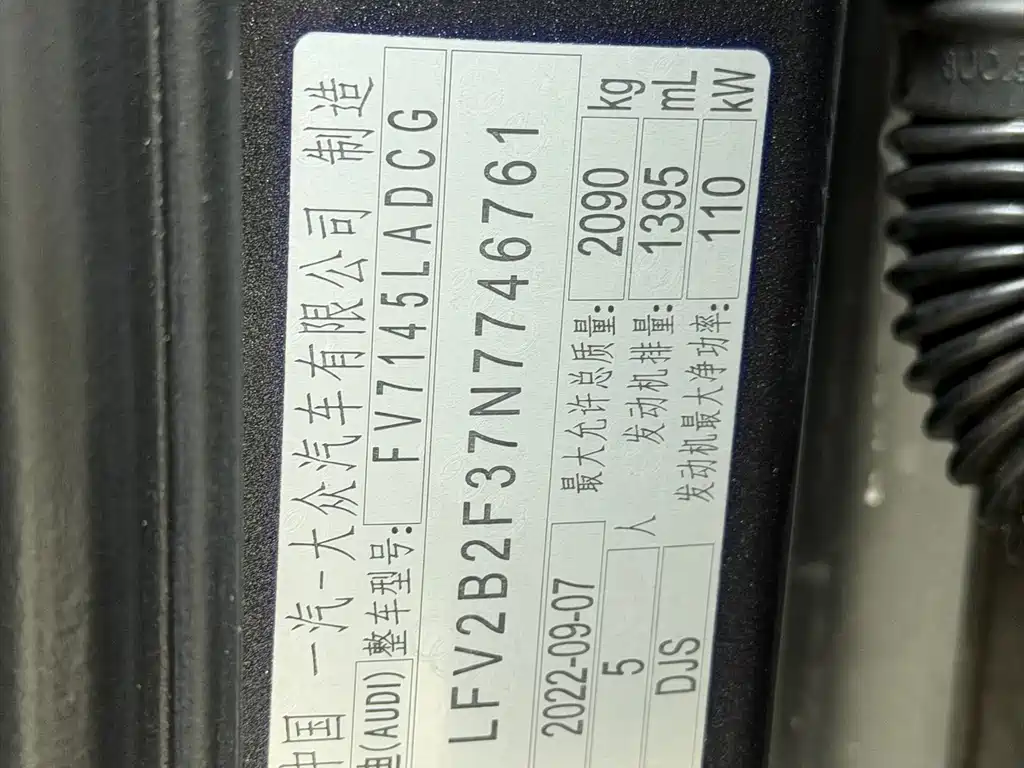 中国 一汽-大众汽车有限公司 制造
迪(AUDI) 整车型号: FV7145LADCG
LFV2B2F37N7746761
2022-09-07 最大允许总质量: 2090 kg
5 人 发动机排量: 1395 mL
DJS 发动机最大净功率: 110 kW